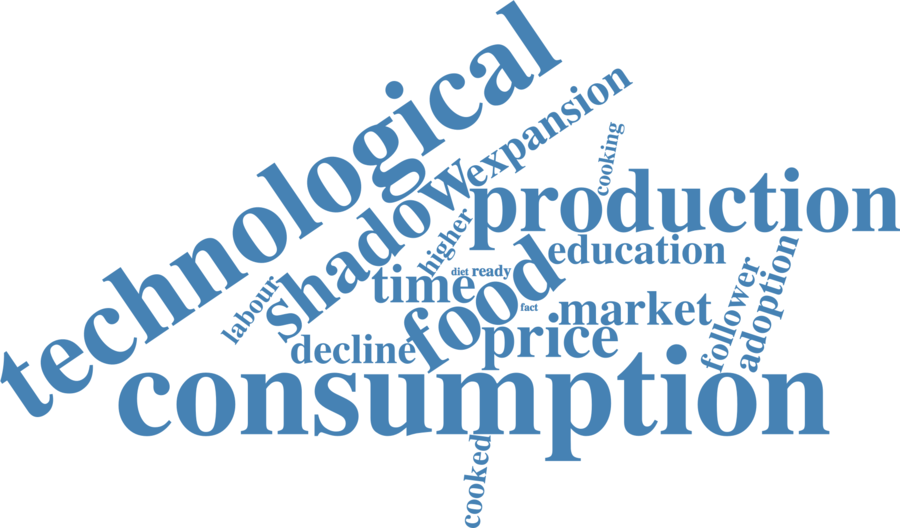 technological
expansion
cooking
shadow
production
higher
education
diet
ready
time
labour
food
fact
market
follower
adoption
price
decline
consumption
cooked